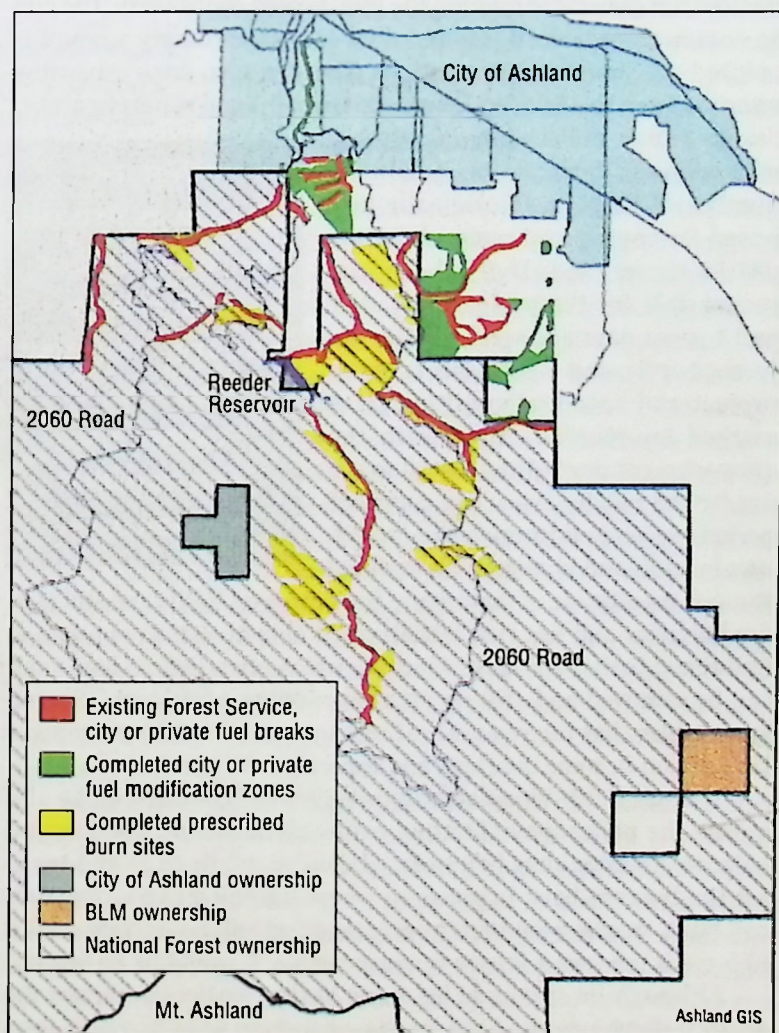 City of Ashland
Reeder
Reservoir
2060 Road
2060 Road
Existing Forest Service,
city or private fuel breaks
Completed city or private
fuel modification zones
Completed prescribed
burn sites
City of Ashland ownership
BLM ownership
National Forest ownership
Mt. Ashland
Ashland GIS